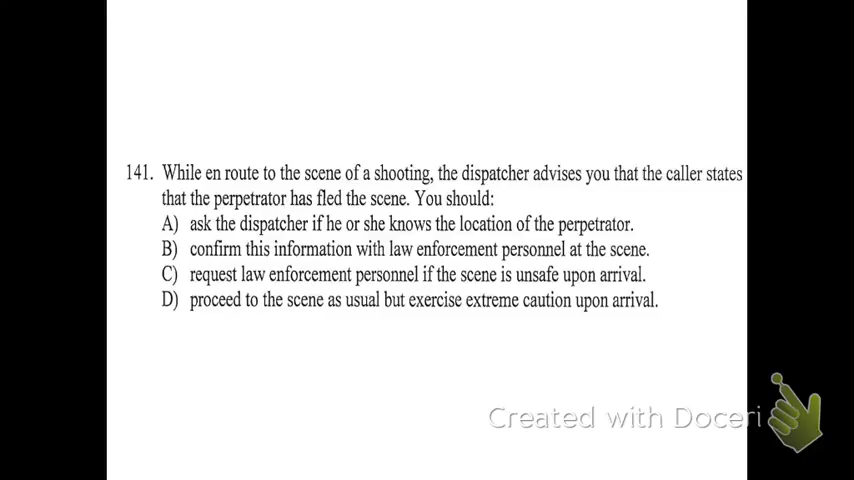 141. While en route to the scene of a shooting, the dispatcher advises you that the caller states
that the perpetrator has fled the scene. You should:
A) ask the dispatcher if he or she knows the location of the perpetrator.
B) confirm this information with law enforcement personnel at the scene.
C) request law enforcement personnel if the scene is unsafe upon arrival.
D) proceed to the scene as usual but exercise extreme caution upon arrival.
Created with Doceri